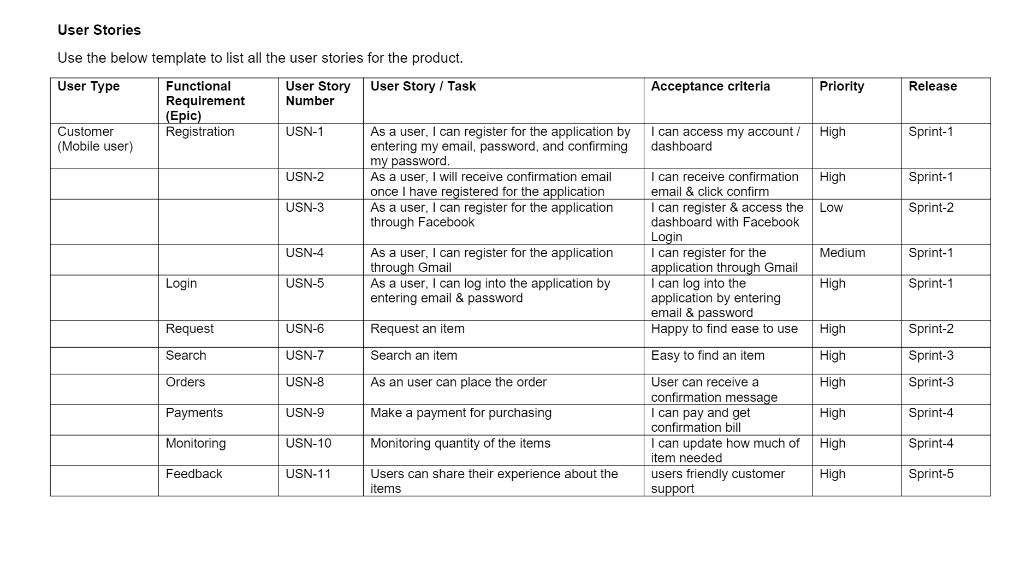 User Stories
Use the below template to list all the user stories for the product.
User Type Functional Requirement (Epic) User Story Number User Story / Task Acceptance criteria Priority Release
Customer (Mobile user) Registration USN-1 As a user, I can register for the application by entering my email, password, and confirming my password. I can access my account / dashboard High Sprint-1
USN-2 As a user, I will receive confirmation email once I have registered for the application I can receive confirmation email & click confirm High Sprint-1
USN-3 As a user, I can register for the application through Facebook I can register & access the dashboard with Facebook Login Low Sprint-2
USN-4 As a user, I can register for the application through Gmail I can register for the application through Gmail Medium Sprint-1
Login USN-5 As a user, I can log into the application by entering email & password I can log into the application by entering email & password High Sprint-1
Request USN-6 Request an item Happy to find ease to use High Sprint-2
Search USN-7 Search an item Easy to find an item High Sprint-3
Orders USN-8 As an user can place the order User can receive a confirmation message High Sprint-3
Payments USN-9 Make a payment for purchasing I can pay and get confirmation bill High Sprint-4
Monitoring USN-10 Monitoring quantity of the items I can update how much of item needed High Sprint-4
Feedback USN-11 Users can share their experience about the items users friendly customer support High Sprint-5